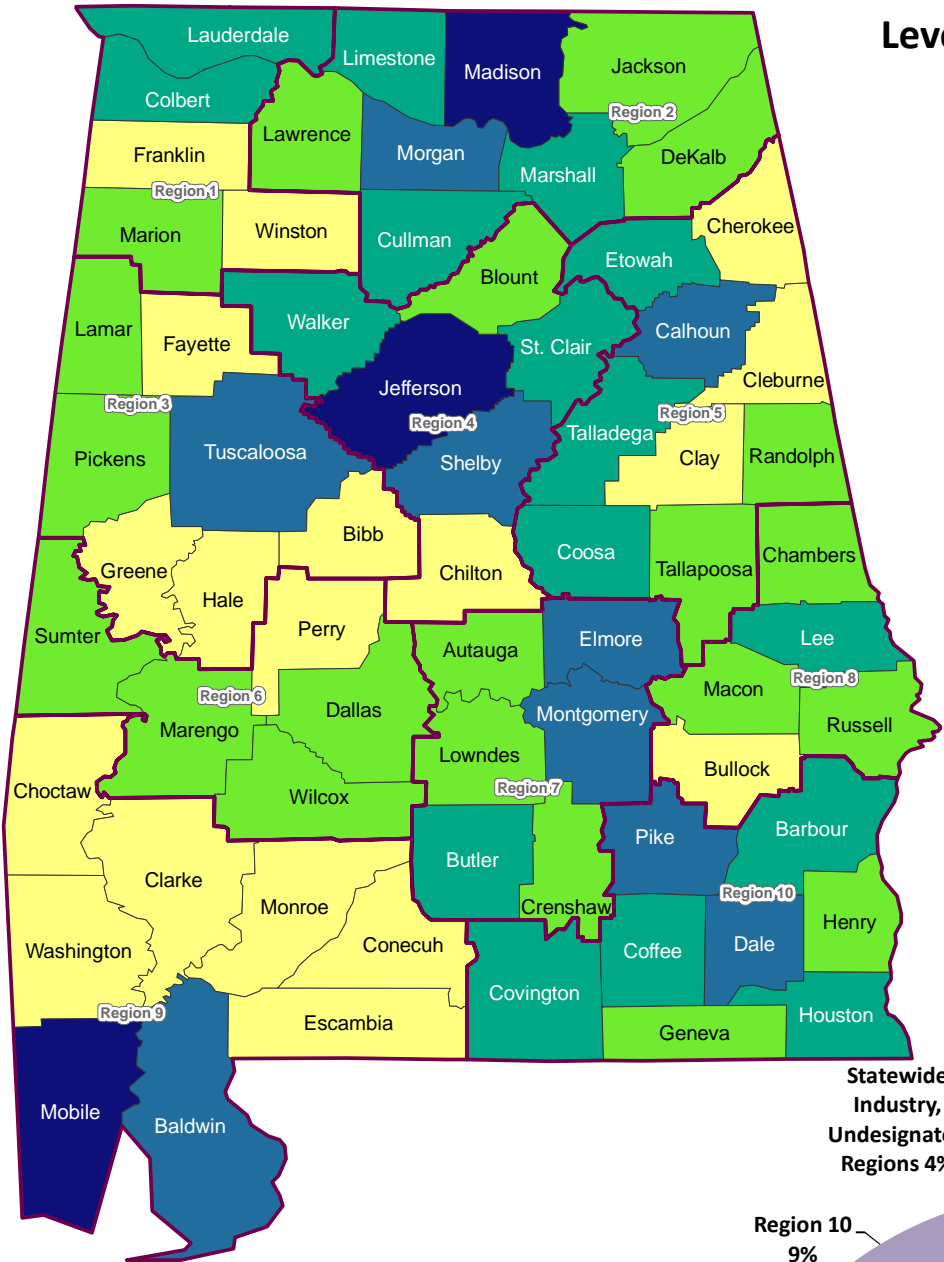 Leve
Lauderdale
Limestone
Madison
Jackson
Colbert
Region 2
Lawrence
Franklin
Morgan
DeKalb
Marshall
Region 1
Marion
Winston
Cullman
Cherokee
Etowah
Blount
Lamar
Walker
Calhoun
Fayette
St. Clair
Cleburne
Jefferson
Region 3
Region 4
Region 5
Talladega
Tuscaloosa
Pickens
Shelby
Clay
Randolph
Bibb
Coosa
Chambers
Greene
Chilton
Tallapoosa
Hale
Perry
Sumter
Elmore
Lee
Autauga
Region 8
Region 6
Macon
Dallas
Montgomery
Marengo
Russell
Lowndes
Bullock
Choctaw
Region 7
Wilcox
Barbour
Pike
Butler
Clarke
Region 10
Monroe
Crenshaw
Henry
Conecuh
Washington
Coffee
Dale
Covington
Region 9
Houston
Escambia
Geneva
Statewide
Industry,
Undesignate
Regions 4%
Mobile
Baldwin
Region 10
9%